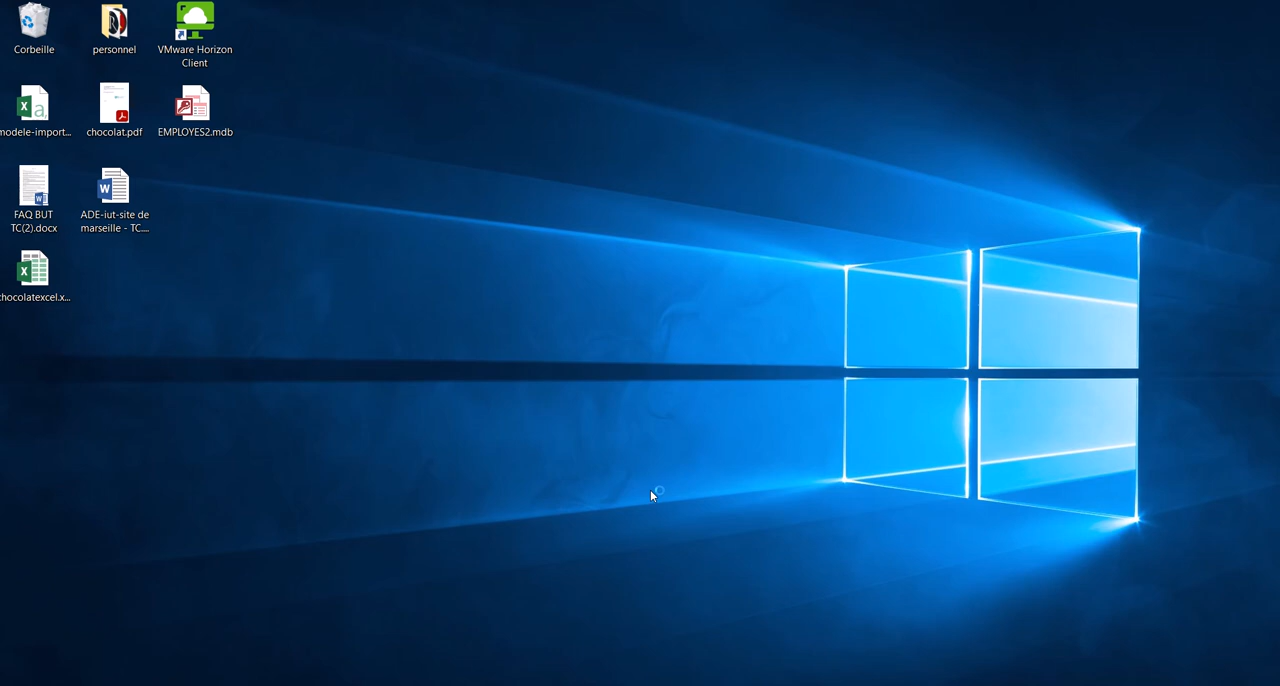 Corbeille
personnel
VMware Horizon
Client
modele-import...
chocolat.pdf
EMPLOYES2.mdb
FAQ BUT
TC(2).docx
ADE-iut-site de
marseille - TC....
chocolatexcel.x...